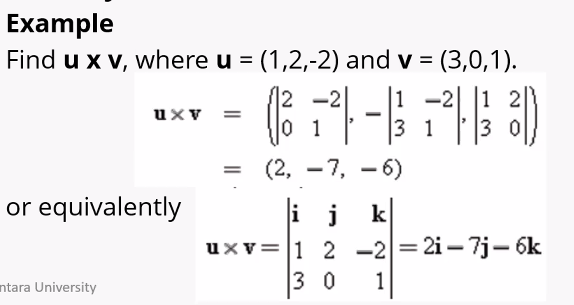 Example
Find u x v, where u = (1,2,-2) and v = (3,0,1).
u × v = (|2 −2|, −|1 −2|, |1 2|)
|0 1| |3 1| |3 0|
= (2, −7, −6)
or equivalently
|i j k|
u × v = |1 2 −2| = 2i − 7j − 6k
|3 0 1|
ntara University